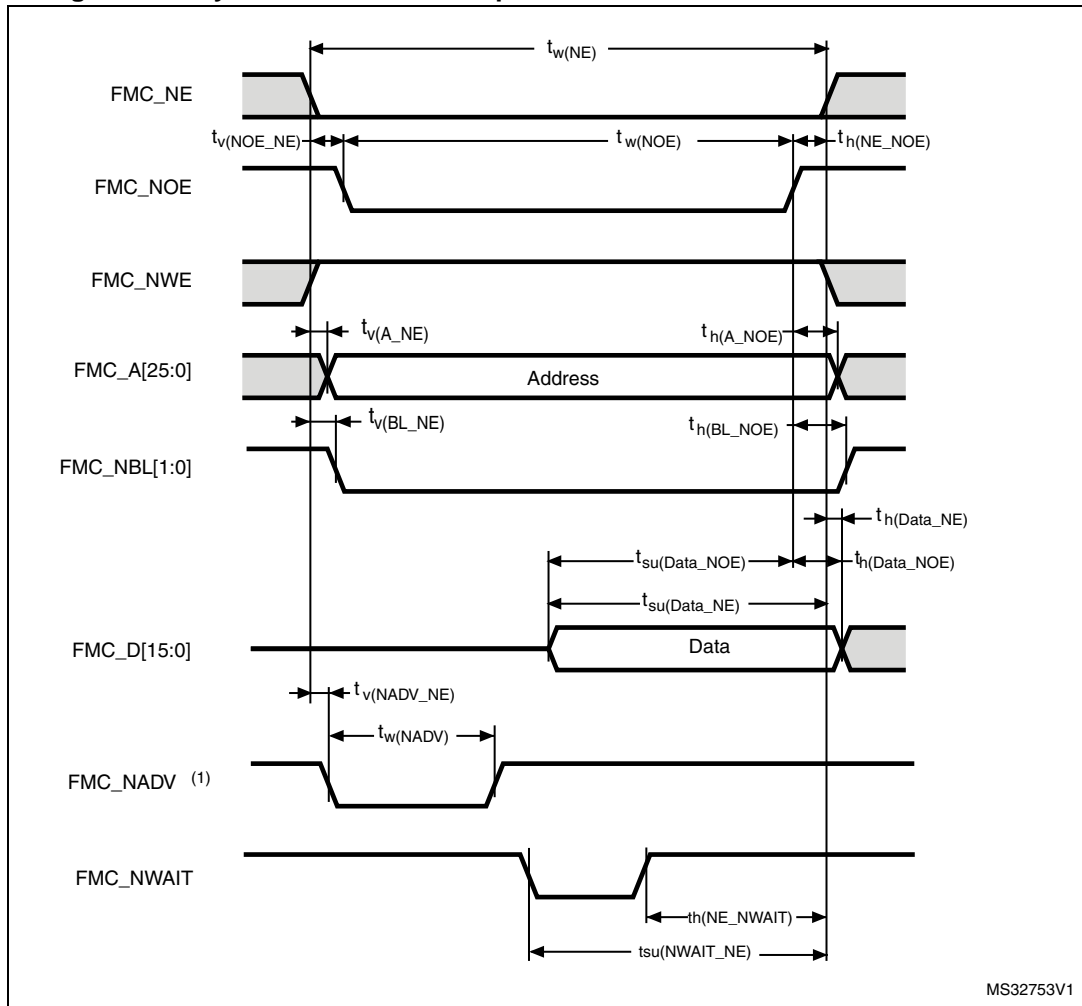 tw(NE)
FMC_NE
tv(NOE_NE)
tw(NOE)
th(NE_NOE)
FMC_NOE
FMC_NWE
tv(A_NE)
th(A_NOE)
FMC_A[25:0]
Address
tv(BL_NE)
th(BL_NOE)
FMC_NBL[1:0]
th(Data_NE)
tsu(Data_NOE)
th(Data_NOE)
tsu(Data_NE)
FMC_D[15:0]
Data
tv(NADV_NE)
tw(NADV)
FMC_NADV (1)
FMC_NWAIT
th(NE_NWAIT)
tsu(NWAIT_NE)
MS32753V1